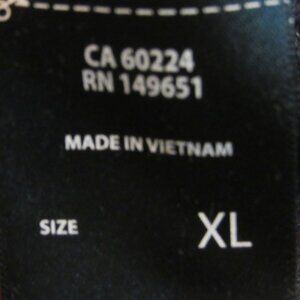 CA 60224
RN 149651
MADE IN VIETNAM
SIZE XL